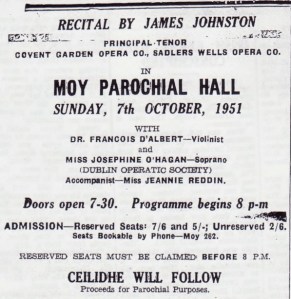 RECITAL BY JAMES JOHNSTON
PRINCIPAL TENOR
COVENT GARDEN OPERA CO., SADLERS WELLS OPERA CO.
IN
MOY PAROCHIAL HALL
SUNDAY, 7th OCTOBER, 1951
WITH
DR. FRANCOIS D'ALBERT—Violinist
and
MISS JOSEPHINE O'HAGAN—Soprano
(DUBLIN OPERATIC SOCIETY)
Accompanist—Miss JEANNIE REDDIN.
Doors open 7-30. Programme begins 8 p-m
ADMISSION—Reserved Seats: 7/6 and 5/-; Unreserved 2/6.
Seats Bookable by Phone—Moy 262.
RESERVED SEATS MUST BE CLAIMED BEFORE 8 P.M.
CEILIDHE WILL FOLLOW
Proceeds for Parochial Purposes.